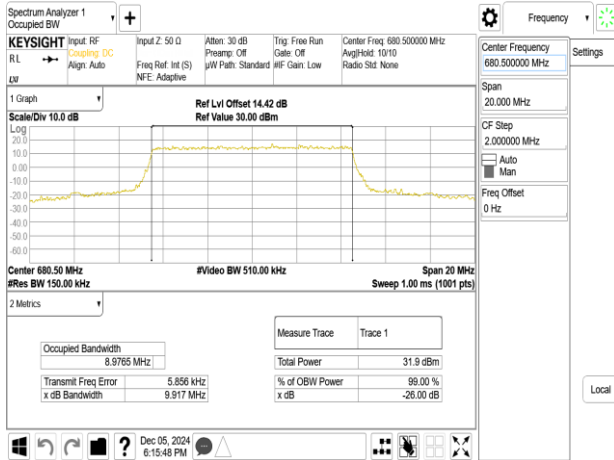 Spectrum Analyzer 1
Occupied BW
Frequency
KEYSIGHT
RL
LXI
Input: RF
Coupling: DC
Align: Auto
Input Z: 50 Ω
Freq Ref: Int (S)
NFE: Adaptive
Atten: 30 dB
Preamp: Off
µW Path: Standard
Trig: Free Run
Gate: Off
#IF Gain: Low
Center Freq: 680.500000 MHz
Avg|Hold: 10/10
Radio Std: None
Center Frequency
680.500000 MHz
Settings
Span
20.000 MHz
CF Step
2.000000 MHz
Auto
Man
Freq Offset
0 Hz
Local
1 Graph
Scale/Div 10.0 dB
Ref Lvl Offset 14.42 dB
Ref Value 30.00 dBm
Log
20.0
10.0
0.00
-10.0
-20.0
-30.0
-40.0
-50.0
-60.0
Center 680.50 MHz
#Video BW 510.00 kHz
Span 20 MHz
#Res BW 150.00 kHz
Sweep 1.00 ms (1001 pts)
2 Metrics
Measure Trace
Trace 1
Occupied Bandwidth
8.9765 MHz
Total Power
31.9 dBm
Transmit Freq Error
5.856 kHz
% of OBW Power
99.00 %
x dB Bandwidth
9.917 MHz
x dB
-26.00 dB
?
Dec 05, 2024
6:15:48 PM